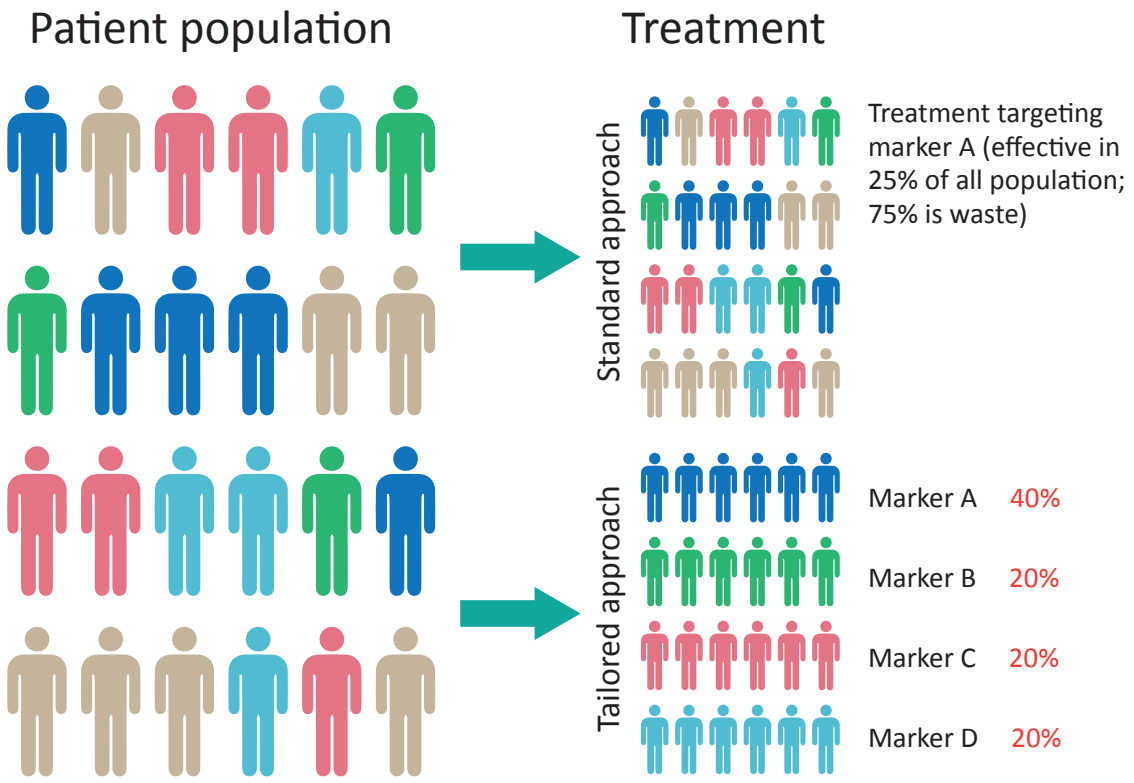 Patient population
Treatment
Standard approach
Treatment targeting
marker A (effective in
25% of all population;
75% is waste)
Tailored approach
Marker A 40%
Marker B 20%
Marker C 20%
Marker D 20%